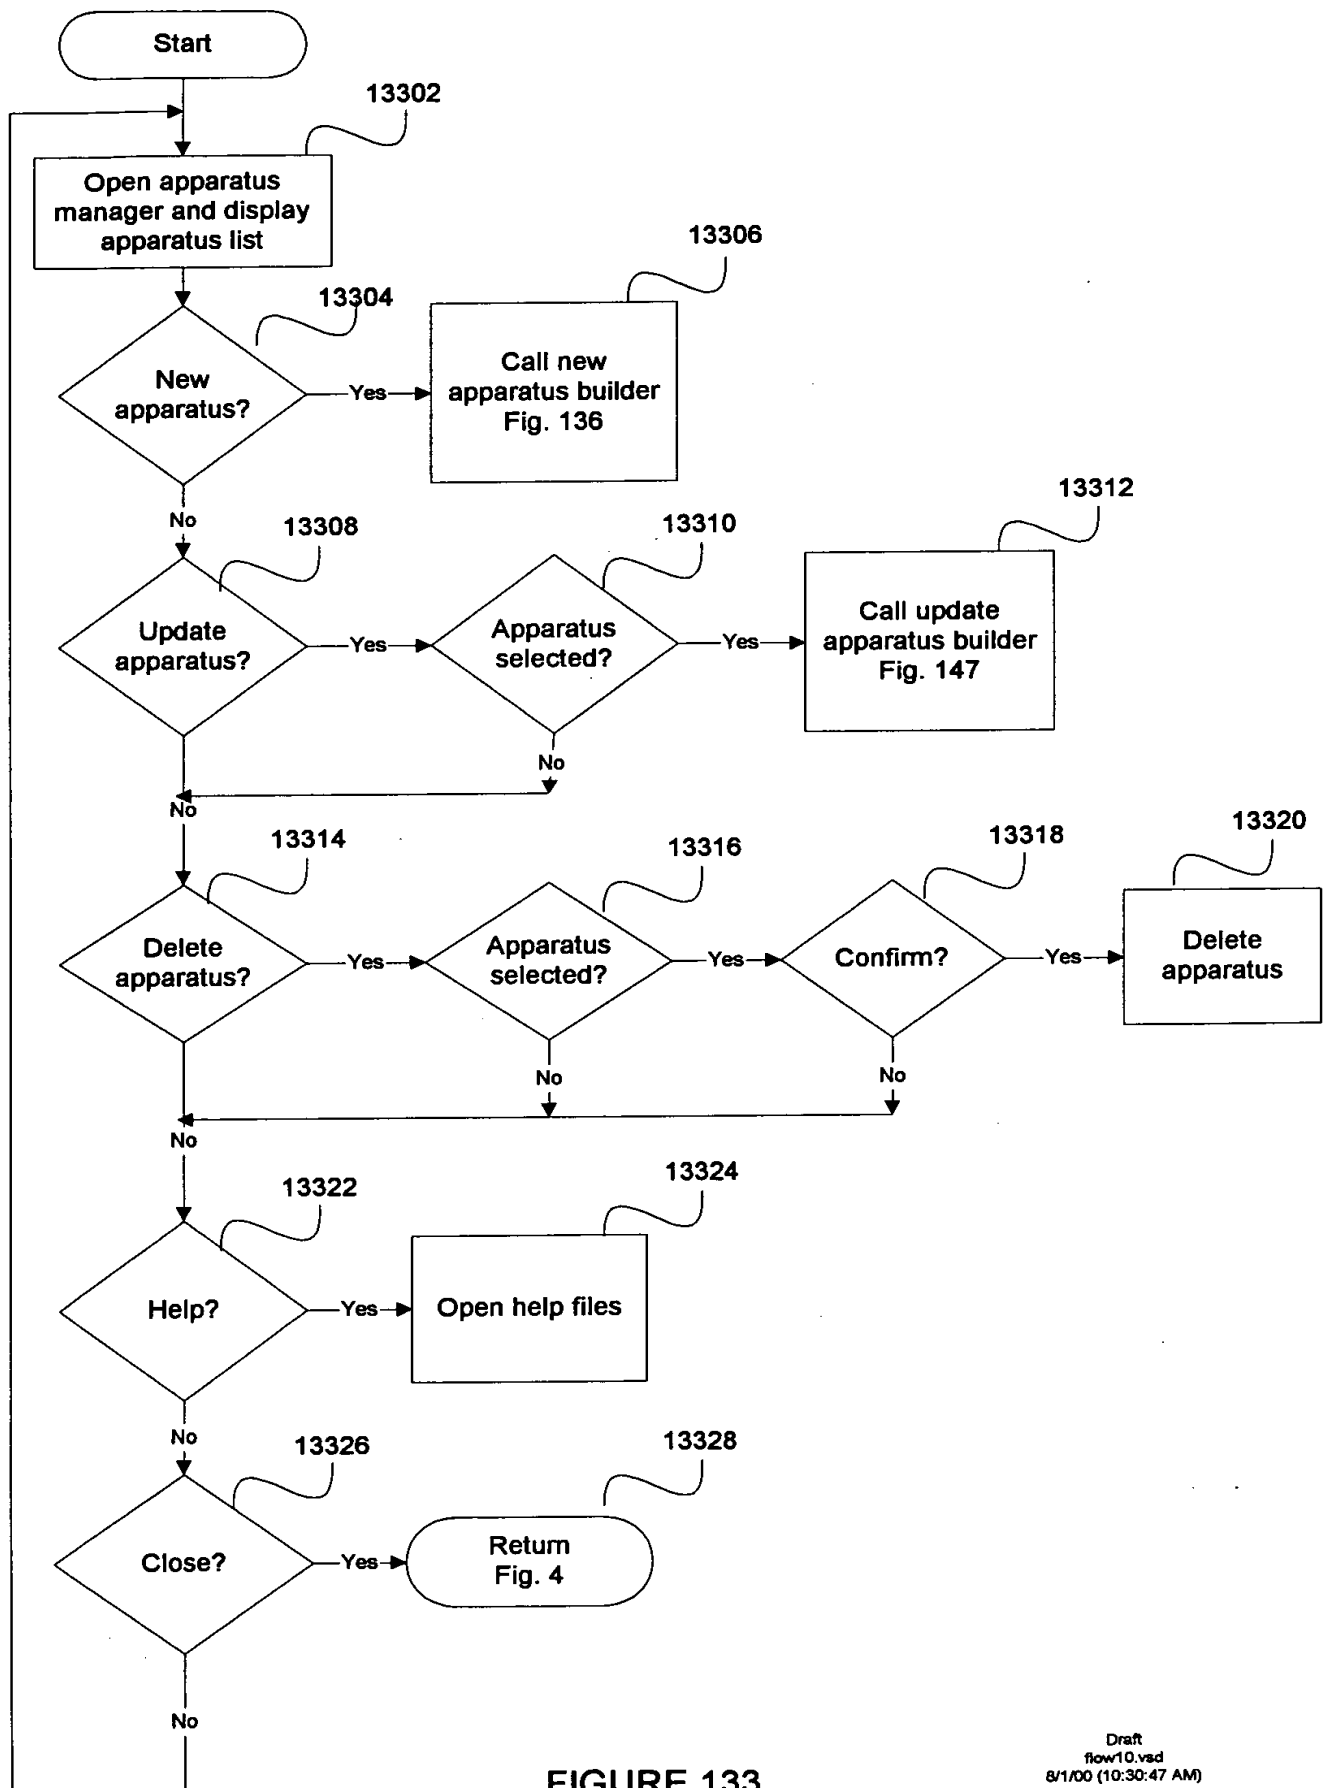 Start
13302
Open apparatus
manager and display
apparatus list
13306
13304
New
apparatus?
Yes
Call new
apparatus builder
Fig. 136
No
13308
13310
13312
Update
apparatus?
Yes
Apparatus
selected?
Yes
Call update
apparatus builder
Fig. 147
No
No
13314
13316
13318
13320
Delete
apparatus?
Yes
Apparatus
selected?
Yes
Confirm?
Yes
Delete
apparatus
No
No
No
13322
13324
Help?
Yes
Open help files
No
13326
13328
Close?
Yes
Return
Fig. 4
No
FIGURE 133
Draft
flow10.vsd
8/1/00 (10:30:47 AM)